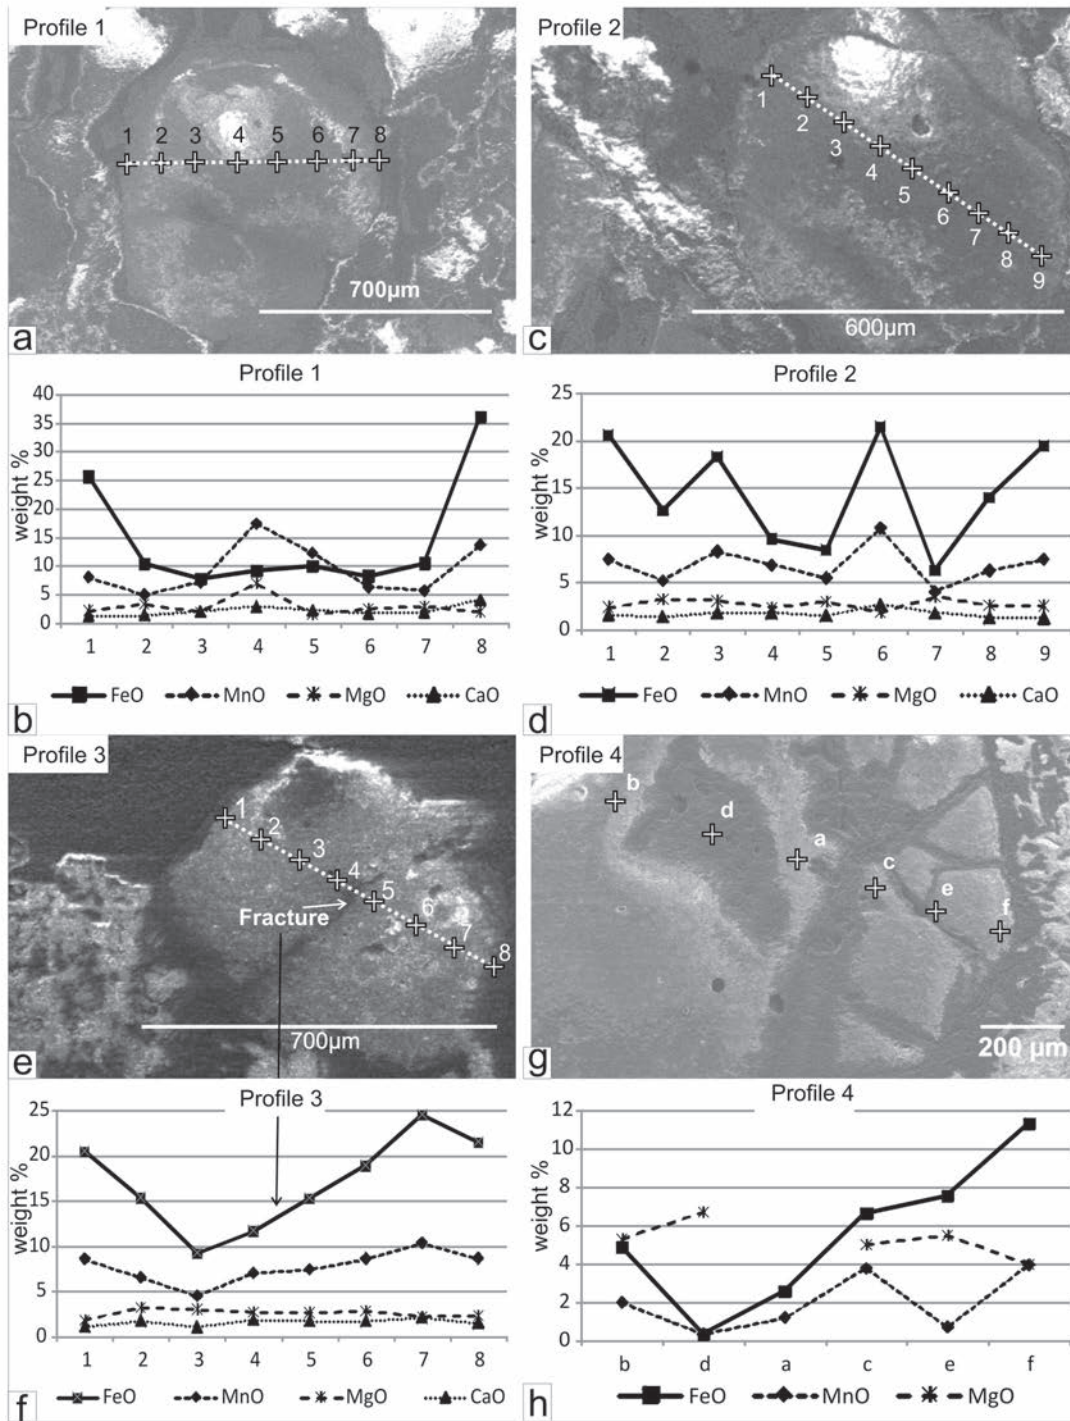 Profile 1
1 2 3 4 5 6 7 8
700µm
a
Profile 2
1
2
3
4
5
6
7
8
9
600µm
c
Profile 1
weight %
40
35
30
25
20
15
10
5
0
1 2 3 4 5 6 7 8
FeO MnO MgO CaO
b
Profile 2
weight %
25
20
15
10
5
0
1 2 3 4 5 6 7 8 9
FeO MnO MgO CaO
d
Profile 3
1
2
3
4
5
6
7
8
Fracture
700µm
e
Profile 4
b
d
a
c
e
f
200 µm
g
Profile 3
weight %
25
20
15
10
5
0
1 2 3 4 5 6 7 8
FeO MnO MgO CaO
f
Profile 4
weight %
12
10
8
6
4
2
0
b d a c e f
FeO MnO MgO
h